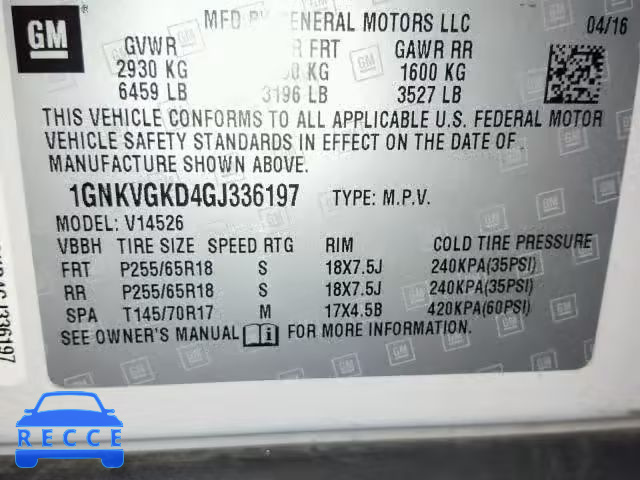 GM
MFD BY GENERAL MOTORS LLC
04/16
GVWR FRT GAWR RR
2930 KG KG 1600 KG
6459 LB 3196 LB 3527 LB
THIS VEHICLE CONFORMS TO ALL APPLICABLE U.S. FEDERAL MOTOR
VEHICLE SAFETY STANDARDS IN EFFECT ON THE DATE OF
MANUFACTURE SHOWN ABOVE.
1GNKVGKD4GJ336197 TYPE: M.P.V.
MODEL: V14526
VBBH TIRE SIZE SPEED RTG RIM COLD TIRE PRESSURE
FRT P255/65R18 S 18X7.5J 240KPA(35PSI)
RR P255/65R18 S 18X7.5J 240KPA(35PSI)
SPA T145/70R17 M 17X4.5B 420KPA(60PSI)
SEE OWNER'S MANUAL FOR MORE INFORMATION.
RECCE